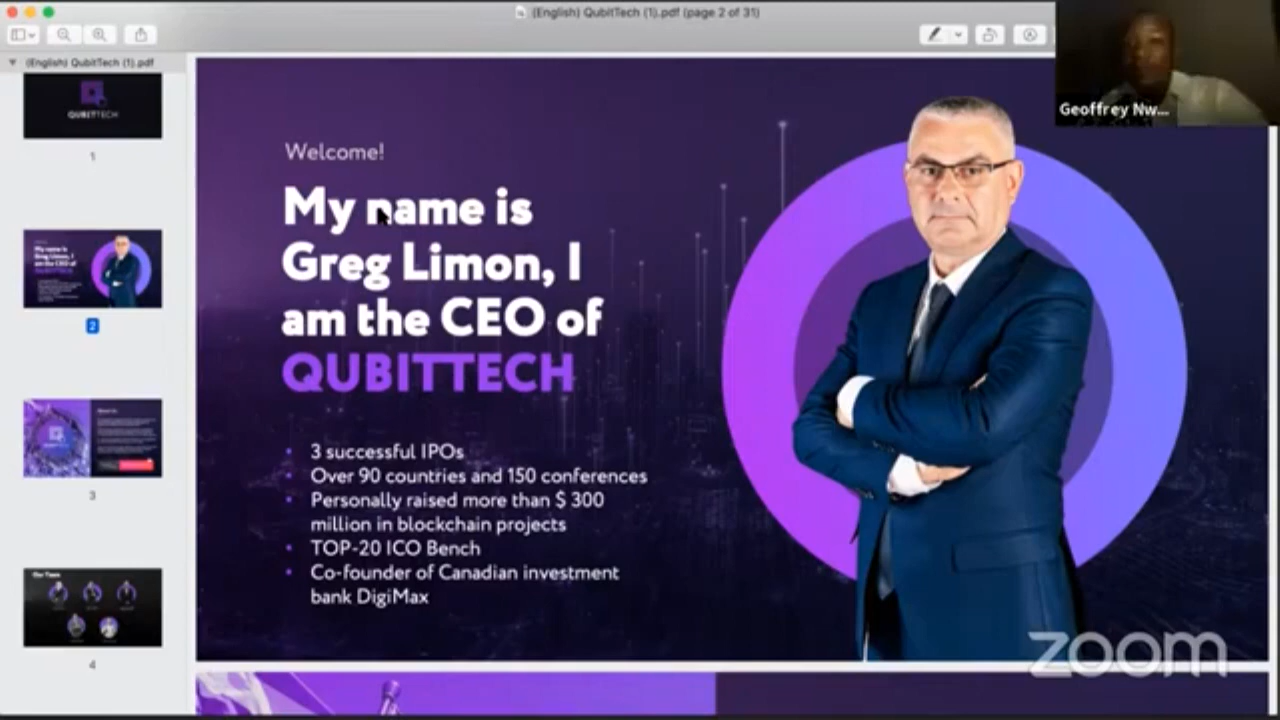 (English) QubitTech (1).pdf (page 2 of 31)
(English) QubitTech (1).pdf
QUBITTECH
1
2
3
Our Team
4
Welcome!
My name is
Greg Limon, I
am the CEO of
QUBITTECH
• 3 successful IPOs
• Over 90 countries and 150 conferences
• Personally raised more than $ 300
million in blockchain projects
• TOP-20 ICO Bench
• Co-founder of Canadian investment
bank DigiMax
Geoffrey Nw...
zoom